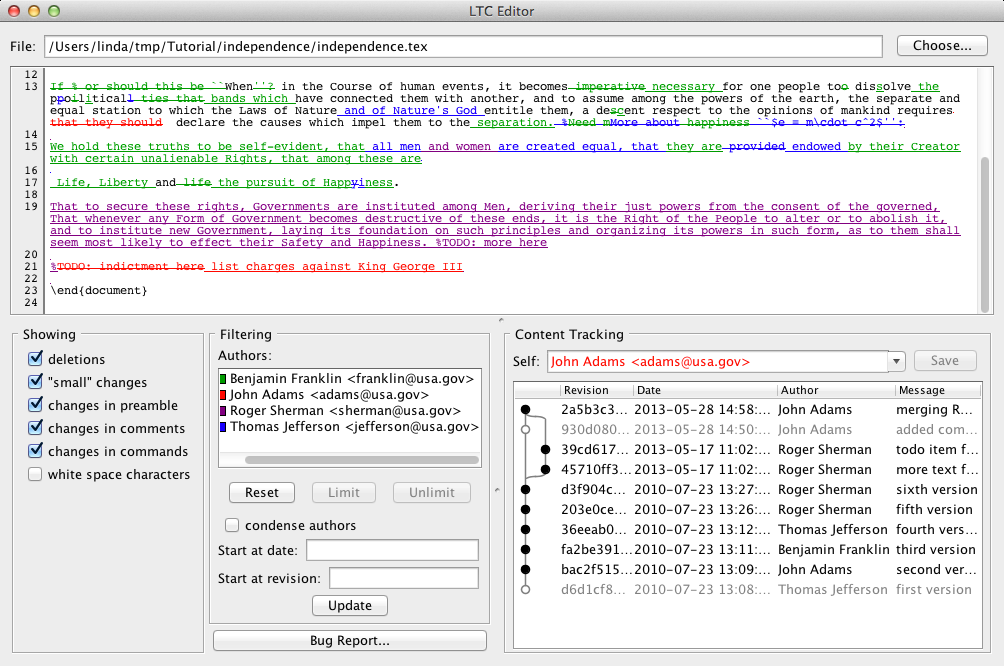 LTC Editor
File: /Users/linda/tmp/Tutorial/independence/independence.tex Choose...
12
13 If % or should this be ``When''? in the Course of human events, it becomes imperative necessary for one people too dissolve the
ppoilitical ties that bands which have connected them with another, and to assume among the powers of the earth, the separate and
equal station to which the Laws of Nature and of Nature's God entitle them, a descent respect to the opinions of mankind requires
that they should declare the causes which impel them to the separation. %Need mMore about happiness ``$e = m\cdot c^2$'':
14
15 We hold these truths to be self-evident, that all men and women are created equal, that they are provided endowed by their Creator
with certain unalienable Rights, that among these are
16
17 Life, Liberty and life the pursuit of Happyiness.
18
19 That to secure these rights, Governments are instituted among Men, deriving their just powers from the consent of the governed,
That whenever any Form of Government becomes destructive of these ends, it is the Right of the People to alter or to abolish it,
and to institute new Government, laying its foundation on such principles and organizing its powers in such form, as to them shall
seem most likely to effect their Safety and Happiness. %TODO: more here
20
21 %TODO: indictment here list charges against King George III
22
23 \end{document}
24
Showing
deletions
"small" changes
changes in preamble
changes in comments
changes in commands
white space characters
Filtering
Authors:
Benjamin Franklin <franklin@usa.gov>
John Adams <adams@usa.gov>
Roger Sherman <sherman@usa.gov>
Thomas Jefferson <jefferson@usa.gov>
Reset Limit Unlimit
condense authors
Start at date:
Start at revision:
Update
Bug Report...
Content Tracking
Self: John Adams <adams@usa.gov> Save
Revision Date Author Message
2a5b3c3... 2013-05-28 14:58:... John Adams merging R...
930d080... 2013-05-28 14:50:... John Adams added com...
39cd617... 2013-05-17 11:02:... Roger Sherman todo item f...
45710ff3... 2013-05-17 11:02:... Roger Sherman more text f...
d3f904c... 2010-07-23 13:27:... Roger Sherman sixth version
203e0ce... 2010-07-23 13:26:... Roger Sherman fifth version
36eeab0... 2010-07-23 13:12:... Thomas Jefferson fourth vers...
fa2be391... 2010-07-23 13:11:... Benjamin Franklin third version
bac2f515... 2010-07-23 13:09:... John Adams second ver...
d6d1cf8... 2010-07-23 13:08:... Thomas Jefferson first version